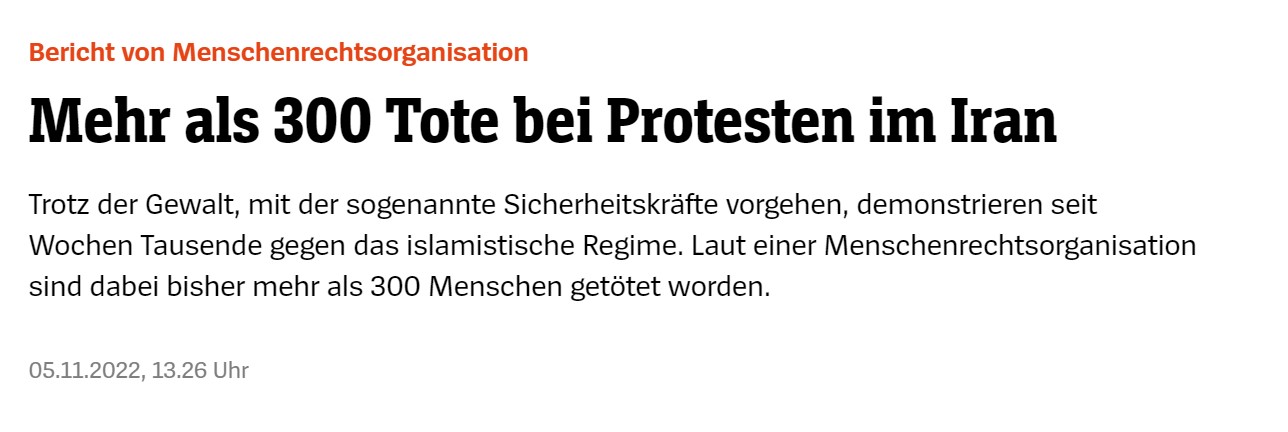 Bericht von Menschenrechtsorganisation
Mehr als 300 Tote bei Protesten im Iran
Trotz der Gewalt, mit der sogenannte Sicherheitskräfte vorgehen, demonstrieren seit
Wochen Tausende gegen das islamistische Regime. Laut einer Menschenrechtsorganisation
sind dabei bisher mehr als 300 Menschen getötet worden.
05.11.2022, 13.26 Uhr